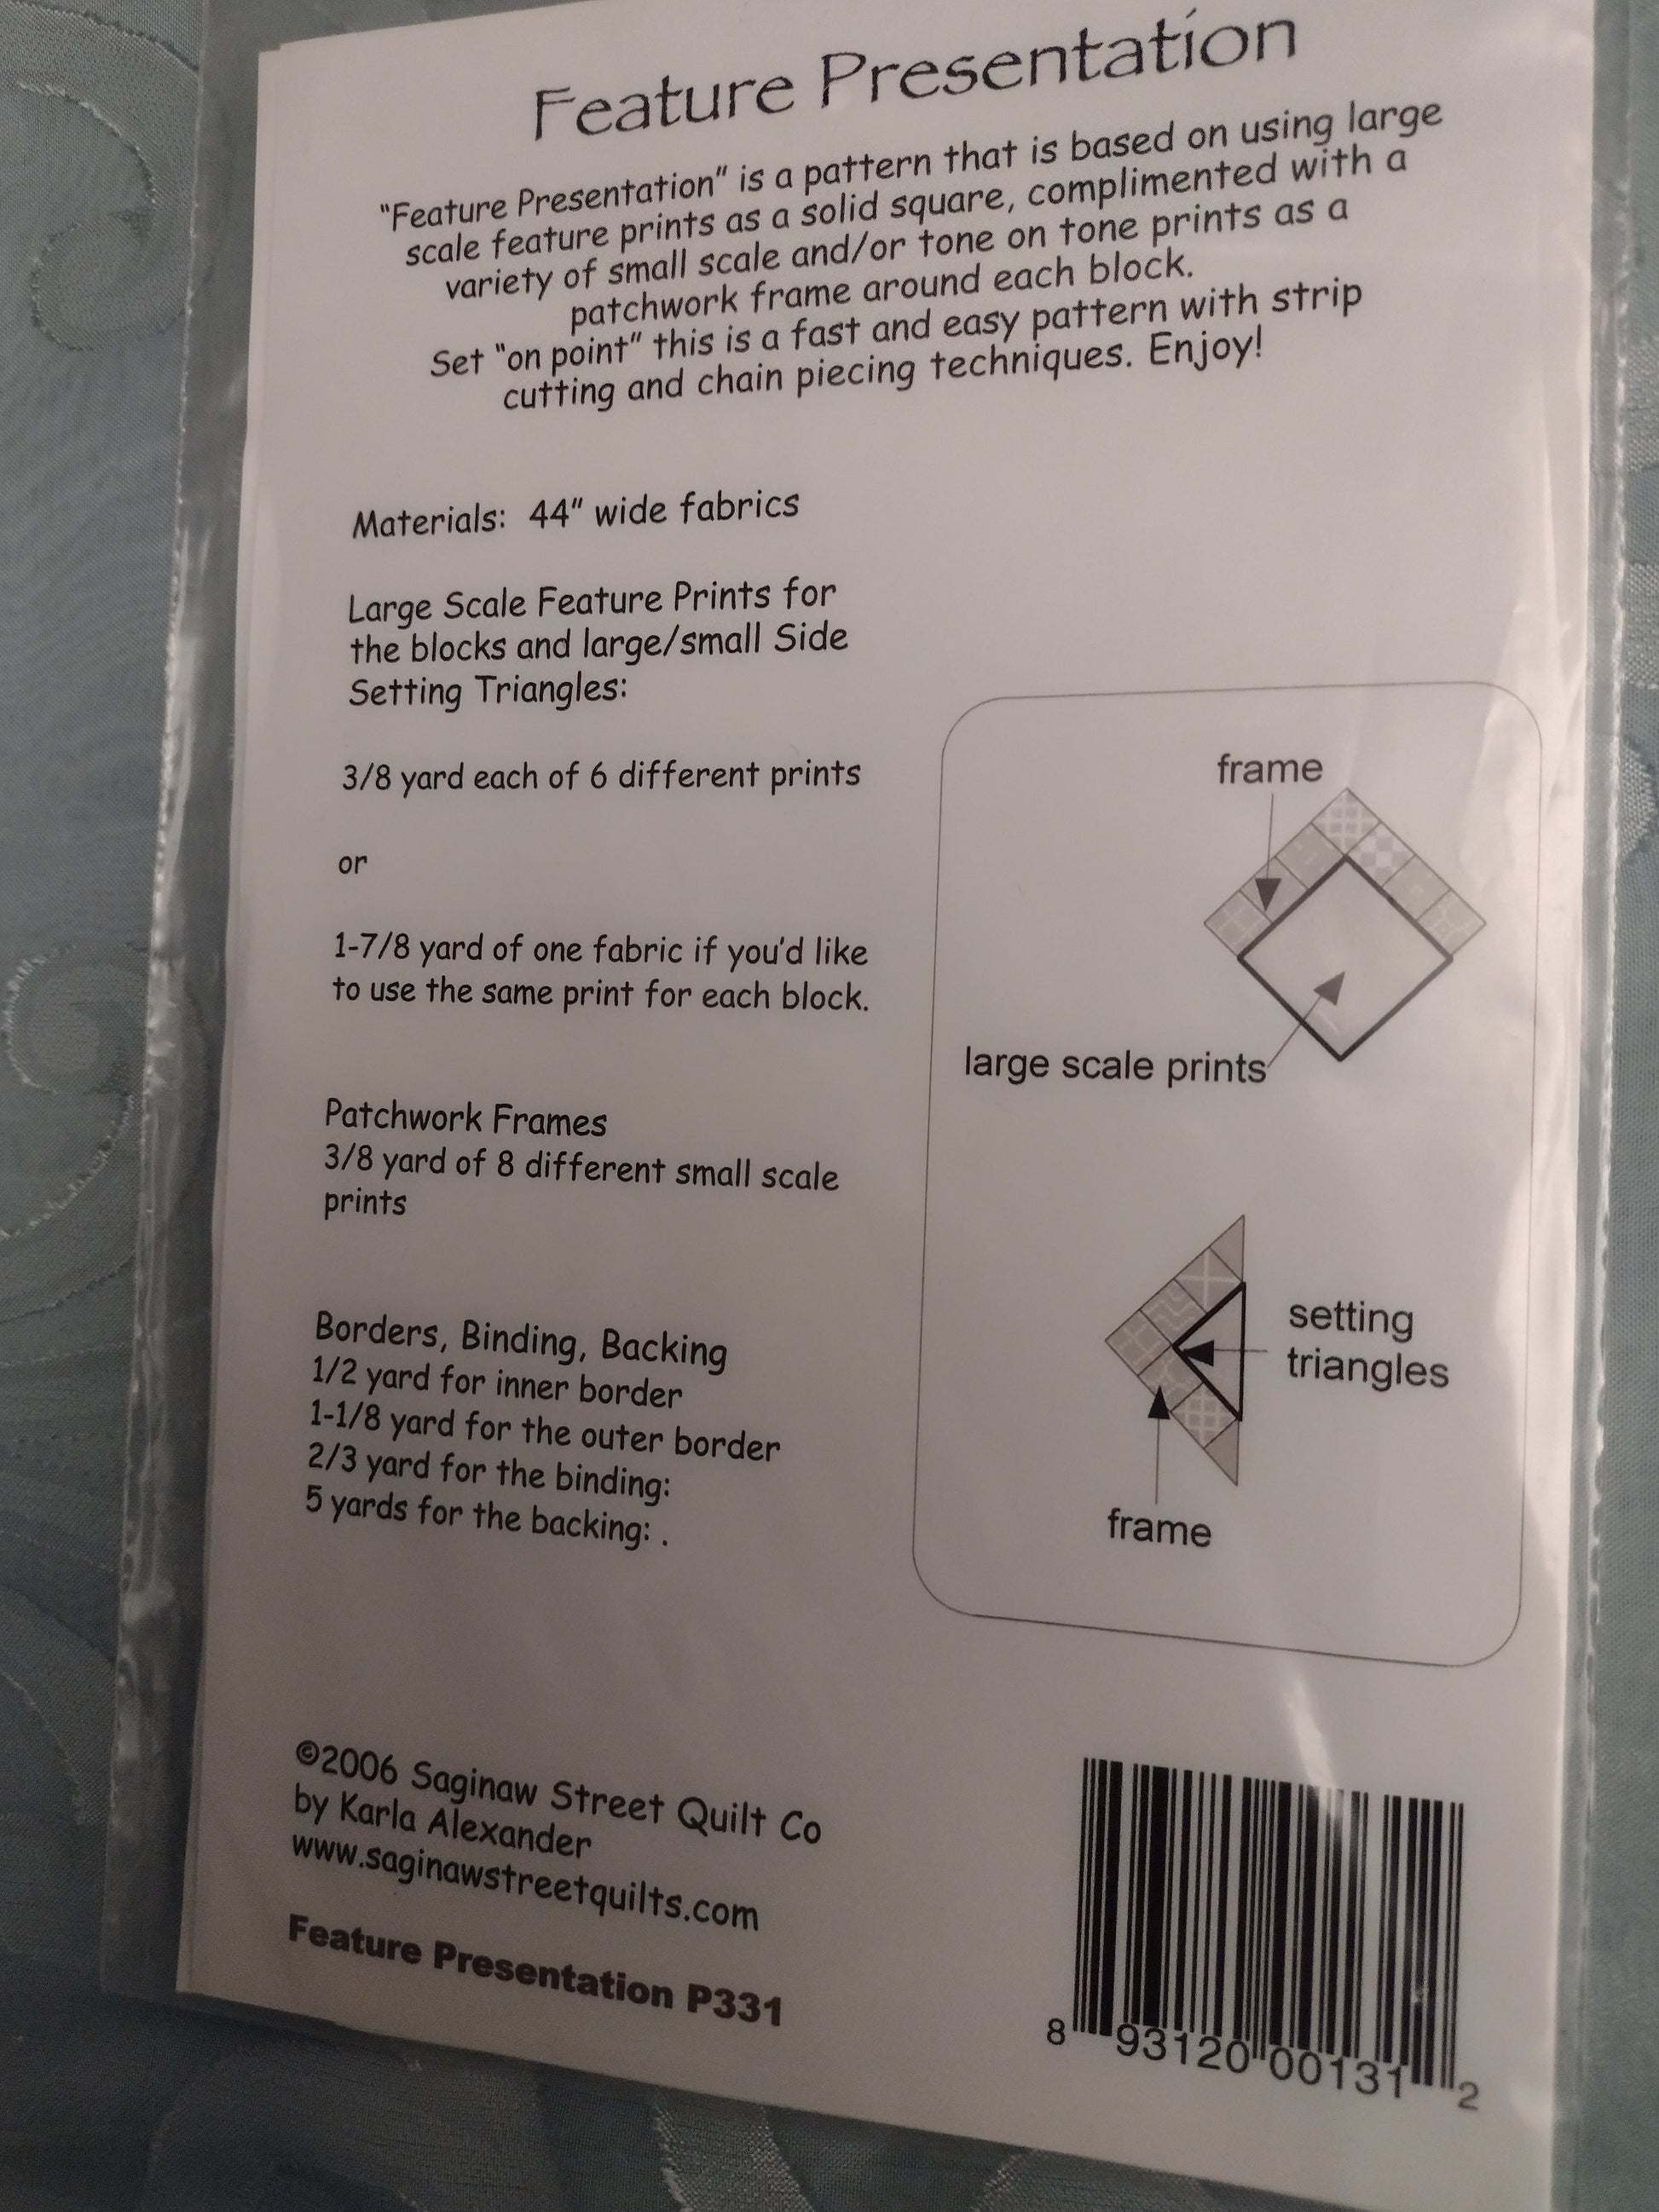 Feature Presentation
"Feature Presentation" is a pattern that is based on using large
scale feature prints as a solid square, complimented with a
variety of small scale and/or tone on tone prints as a
patchwork frame around each block.
Set "on point" this is a fast and easy pattern with strip
cutting and chain piecing techniques. Enjoy!
Materials: 44" wide fabrics
Large Scale Feature Prints for
the blocks and large/small Side
Setting Triangles:
3/8 yard each of 6 different prints
or
1-7/8 yard of one fabric if you'd like
to use the same print for each block.
Patchwork Frames
3/8 yard of 8 different small scale
prints
Borders, Binding, Backing
1/2 yard for inner border
1-1/8 yard for the outer border
2/3 yard for the binding:
5 yards for the backing: .
frame
large scale prints
setting
triangles
frame
©2006 Saginaw Street Quilt Co
by Karla Alexander
www.saginawstreetquilts.com
Feature Presentation P331
8 93120 00131 2